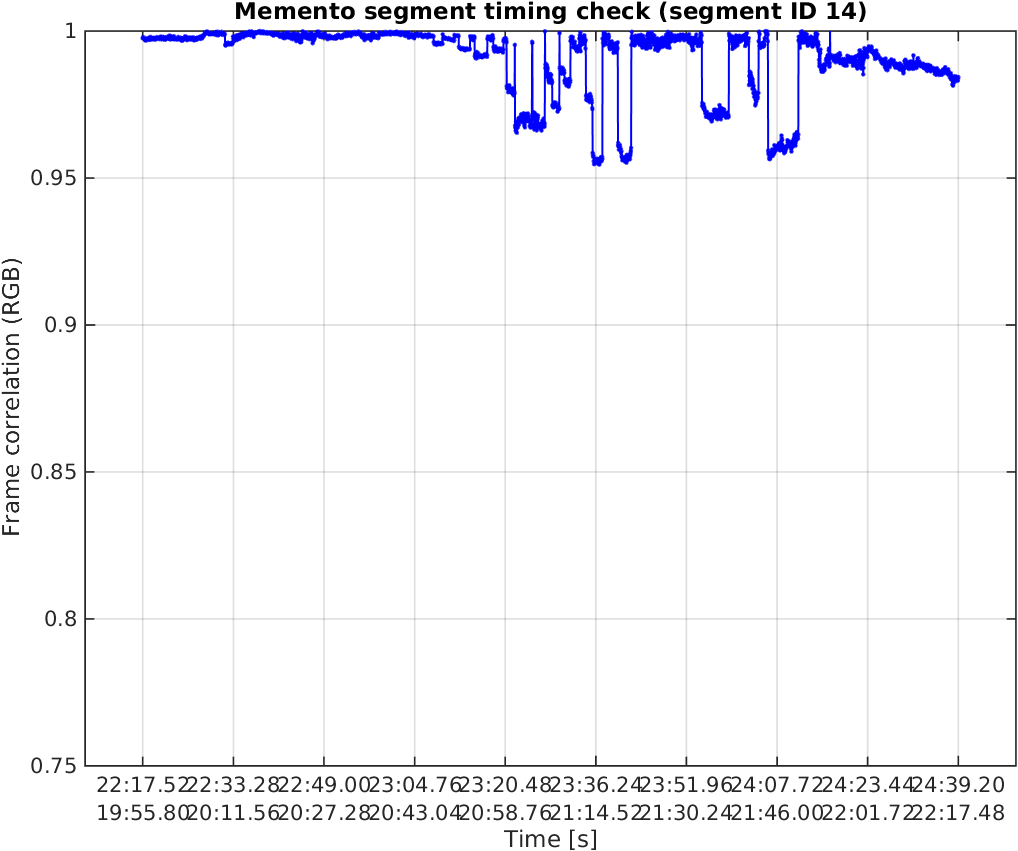 Memento segment timing check (segment ID 14)
1
0.95
0.9
0.85
0.8
0.75
Frame correlation (RGB)
22:17.52 22:33.28 22:49.00 23:04.76 23:20.48 23:36.24 23:51.96 24:07.72 24:23.44 24:39.20
19:55.80 20:11.56 20:27.28 20:43.04 20:58.76 21:14.52 21:30.24 21:46.00 22:01.72 22:17.48
Time [s]